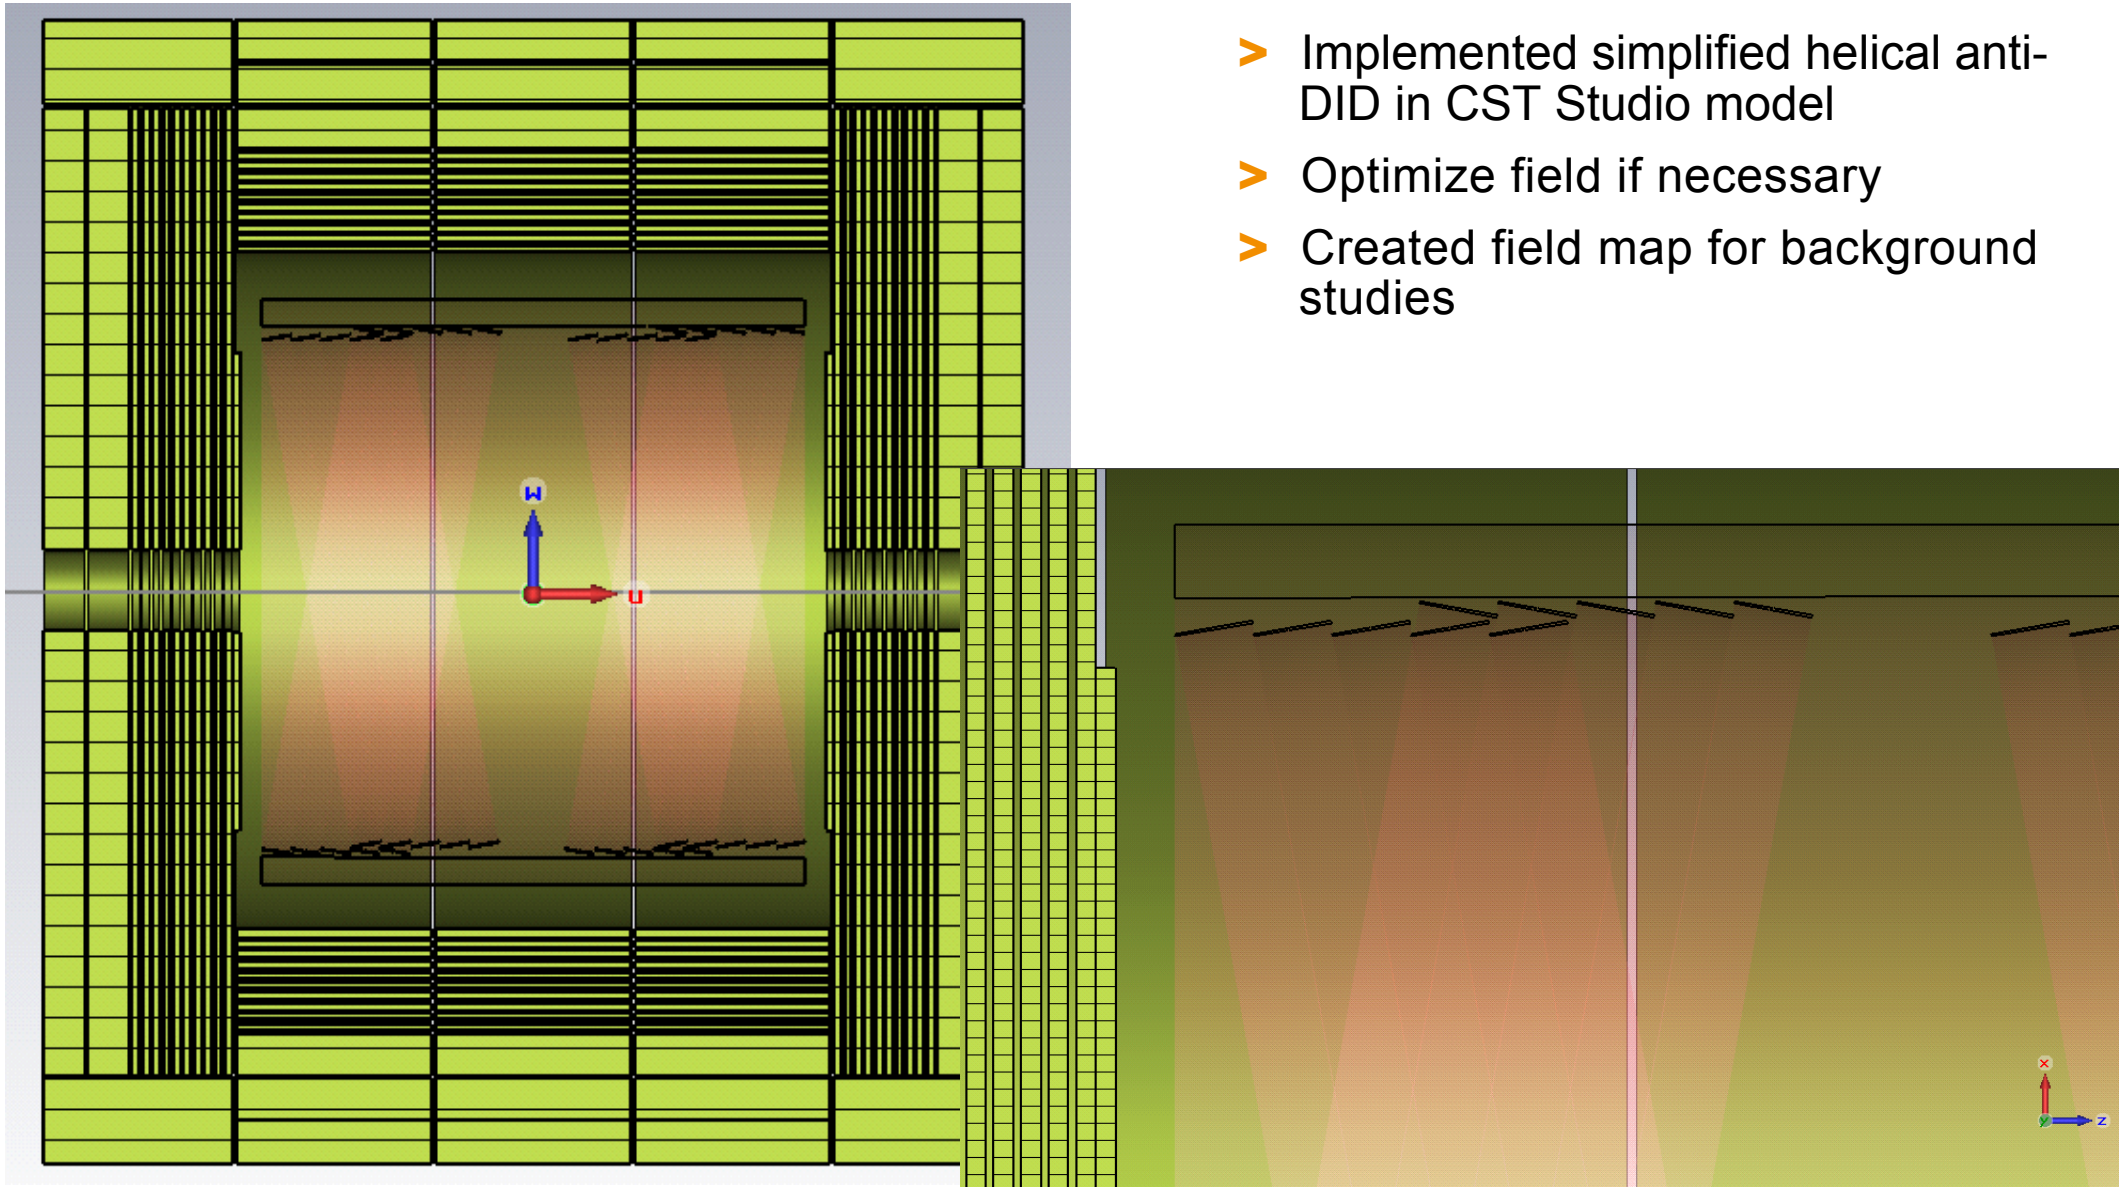 > Implemented simplified helical anti-
DID in CST Studio model
> Optimize field if necessary
> Created field map for background
studies
w
u
x
y
z